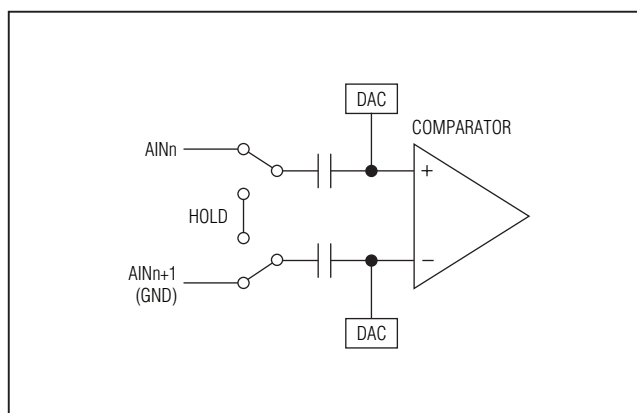 DAC
COMPARATOR
AINn
+
HOLD
−
AINn+1
(GND)
DAC